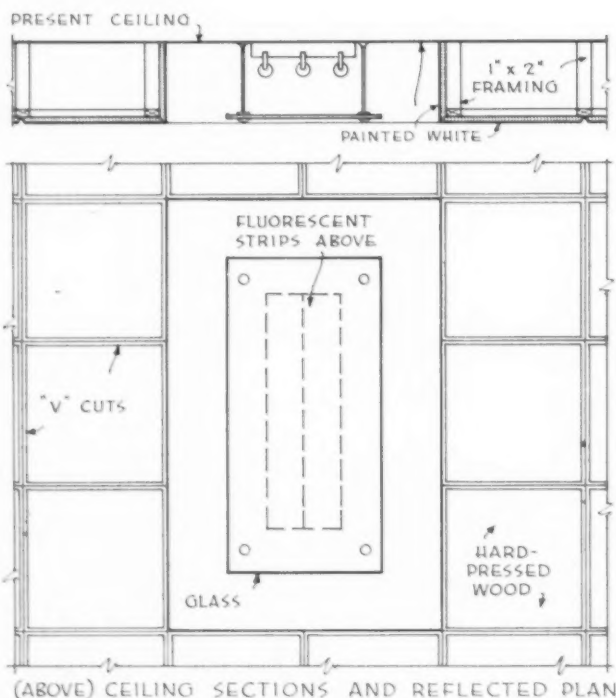 PRESENT CEILING
1" x 2"
FRAMING
PAINTED WHITE
FLUORESCENT
STRIPS ABOVE
"V" CUTS
HARD-
PRESSED
WOOD
GLASS
(ABOVE) CEILING SECTIONS AND REFLECTED PLAN